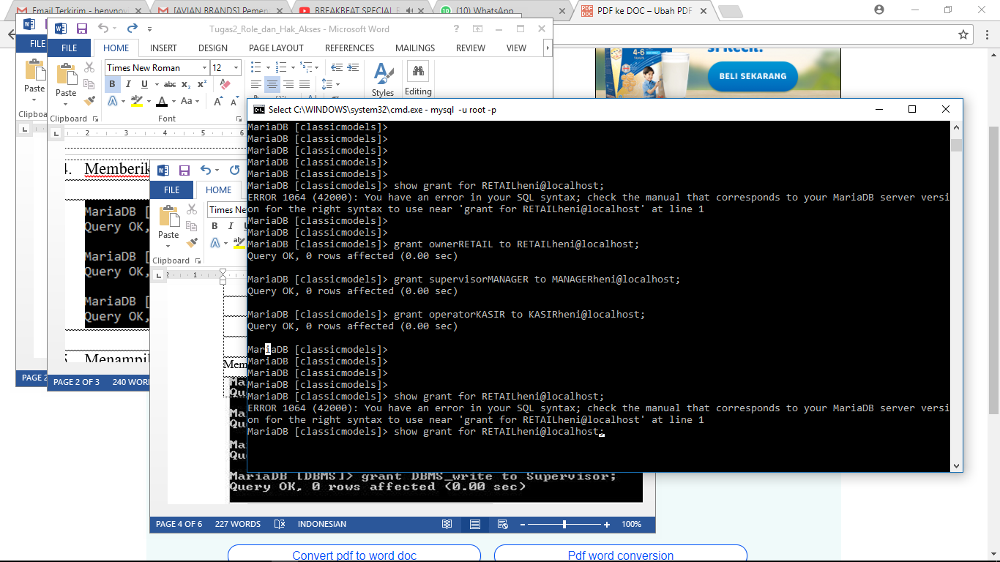 Email Terkirim - henynov
[AVIAN BRANDS] Pemen
BREAKBEAT SPECIAL E
(10) WhatsApp
PDF ke DOC – Ubah PDF
Tugas2_Role_dan_Hak_Akses - Microsoft Word
FILE
FILE
HOME
INSERT
DESIGN
PAGE LAYOUT
REFERENCES
MAILINGS
REVIEW
VIEW
Paste
Clipboa
Paste
Times New Roman
12
Styles
Editing
Clipboard
Font
4-6
TAHUN
si Kecil.
BELI SEKARANG
4. Memberik
MariaDB [
Query OK,
MariaDB [
Query OK,
MariaDB [
Query OK,
Menampil
PAGE 2
PAGE 2 OF 3
240 WOR
FILE
HOME
Paste
Times Ne
Clipboard
Mem
Select C:\WINDOWS\system32\cmd.exe - mysql -u root -p
MariaDB [classicmodels]>
MariaDB [classicmodels]>
MariaDB [classicmodels]>
MariaDB [classicmodels]>
MariaDB [classicmodels]>
MariaDB [classicmodels]> show grant for RETAILheni@localhost;
ERROR 1064 (42000): You have an error in your SQL syntax; check the manual that corresponds to your MariaDB server versi
on for the right syntax to use near 'grant for RETAILheni@localhost' at line 1
MariaDB [classicmodels]>
MariaDB [classicmodels]>
MariaDB [classicmodels]> grant ownerRETAIL to RETAILheni@localhost;
Query OK, 0 rows affected (0.00 sec)
MariaDB [classicmodels]> grant supervisorMANAGER to MANAGERheni@localhost;
Query OK, 0 rows affected (0.00 sec)
MariaDB [classicmodels]> grant operatorKASIR to KASIRheni@localhost;
Query OK, 0 rows affected (0.00 sec)
MariaDB [classicmodels]>
MariaDB [classicmodels]>
MariaDB [classicmodels]>
MariaDB [classicmodels]>
MariaDB [classicmodels]> show grant for RETAILheni@localhost;
ERROR 1064 (42000): You have an error in your SQL syntax; check the manual that corresponds to your MariaDB server versi
on for the right syntax to use near 'grant for RETAILheni@localhost' at line 1
MariaDB [classicmodels]> show grant for RETAILheni@localhost;
MariaDB [DBMS]> grant DBMS_write to Supervisor;
Query OK, 0 rows affected (0.00 sec)
PAGE 4 OF 6
227 WORDS
INDONESIAN
100%
Convert pdf to word doc
Pdf word conversion